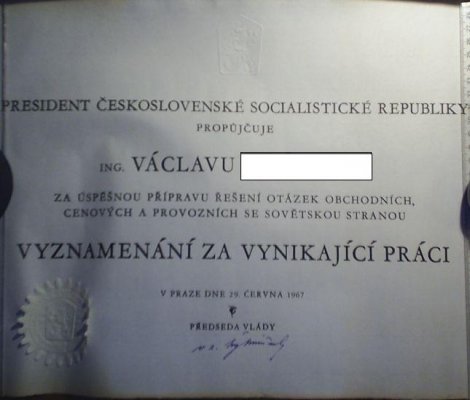 PRESIDENT ČESKOSLOVENSKÉ SOCIALISTICKÉ REPUBLIKY
PROPŮJČUJE
ING. VÁCLAVU
ZA ÚSPĚŠNOU PŘÍPRAVU ŘEŠENÍ OTÁZEK OBCHODNÍCH,
CENOVÝCH A PROVOZNÍCH SE SOVĚTSKOU STRANOU
VYZNAMENÁNÍ ZA VYNIKAJÍCÍ PRÁCI
V PRAZE DNE 29. ČERVNA 1967
PŘEDSEDA VLÁDY